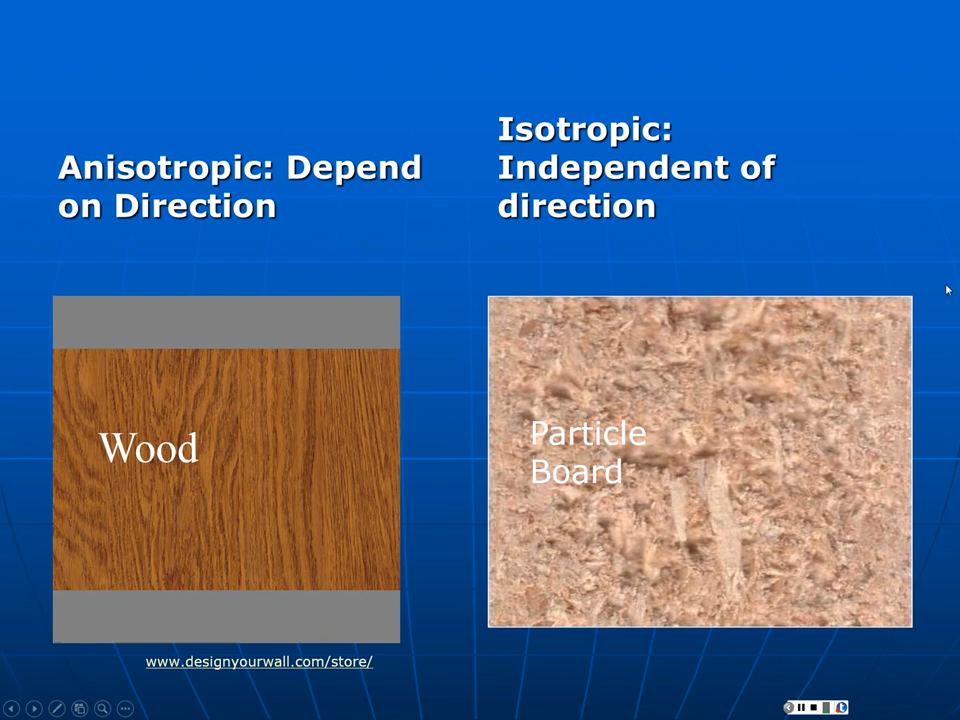 Anisotropic: Depend
on Direction
Isotropic:
Independent of
direction
Wood
Particle
Board
www.designyourwall.com/store/